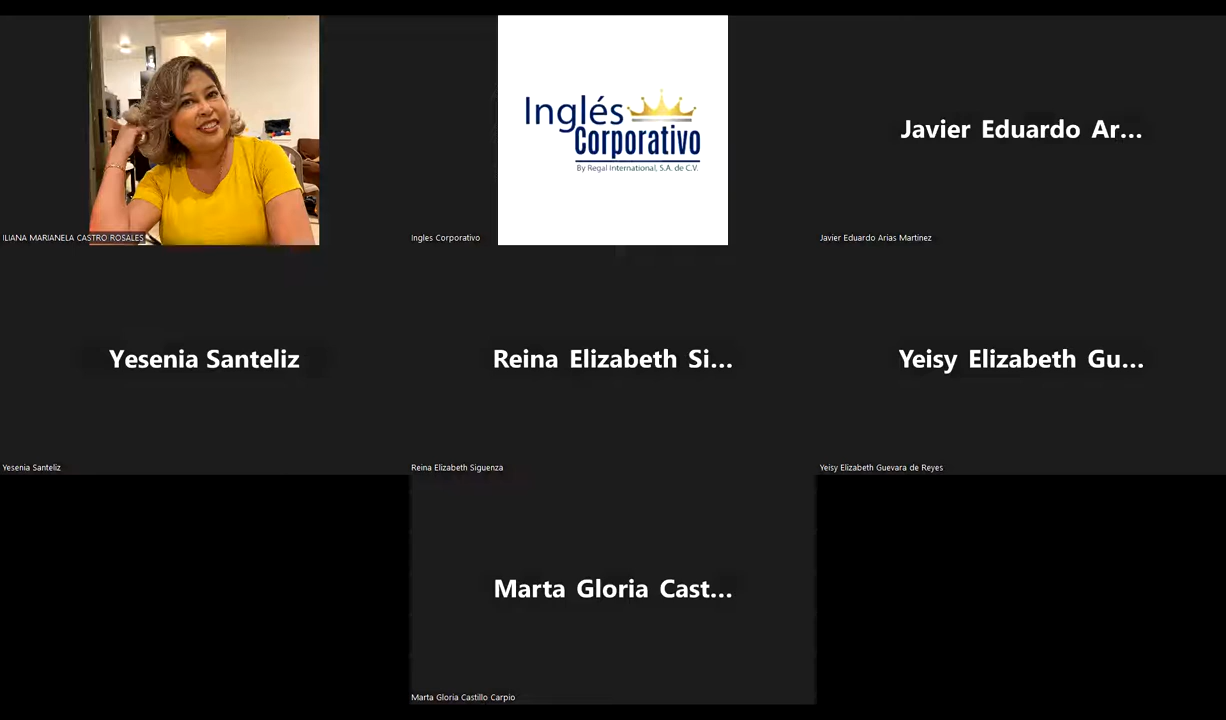 Inglés
Corporativo
By Regal International, S.A. de C.V.
Javier Eduardo Ar...
ILIANA MARIANELA CASTRO ROSALES
Ingles Corporativo
Javier Eduardo Arias Martinez
Yesenia Santeliz
Reina Elizabeth Si...
Yeisy Elizabeth Gu...
Yesenia Santeliz
Reina Elizabeth Siguenza
Yeisy Elizabeth Guevara de Reyes
Marta Gloria Cast...
Marta Gloria Castillo Carpio